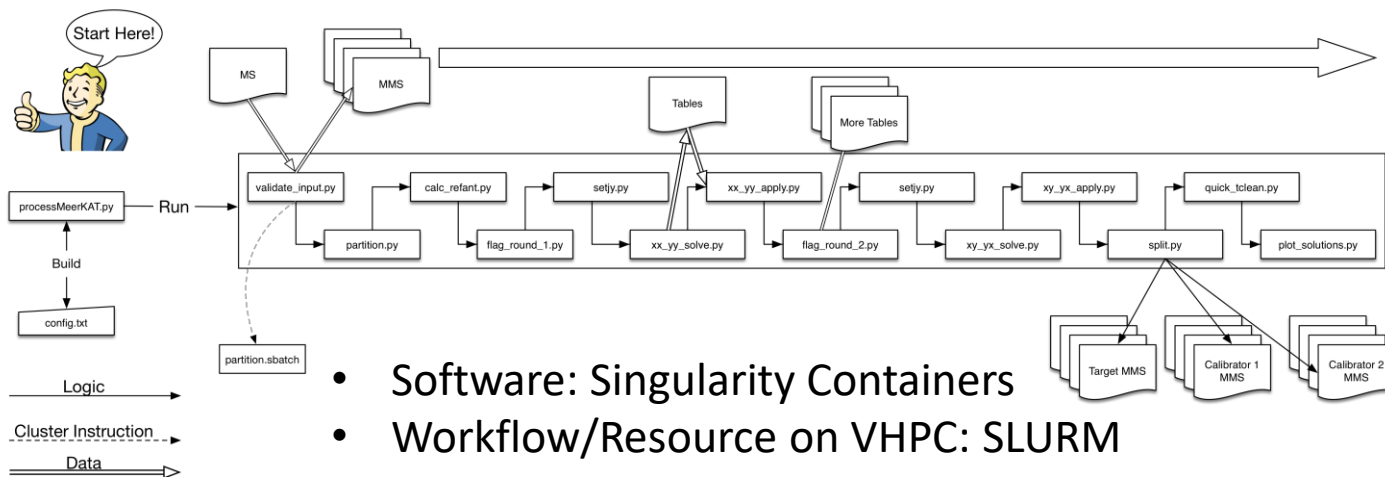 Start Here!
MS
MMS
Tables
More Tables
validate_input.py
calc_refant.py
setjy.py
xx_yy_apply.py
setjy.py
xy_yx_apply.py
quick_tclean.py
processMeerKAT.py
Run
partition.py
flag_round_1.py
xx_yy_solve.py
flag_round_2.py
xy_yx_solve.py
split.py
plot_solutions.py
Build
config.txt
partition.sbatch
Target MMS
Calibrator 1
MMS
Calibrator 2
MMS
Logic
Cluster Instruction
Data
• Software: Singularity Containers
• Workflow/Resource on VHPC: SLURM